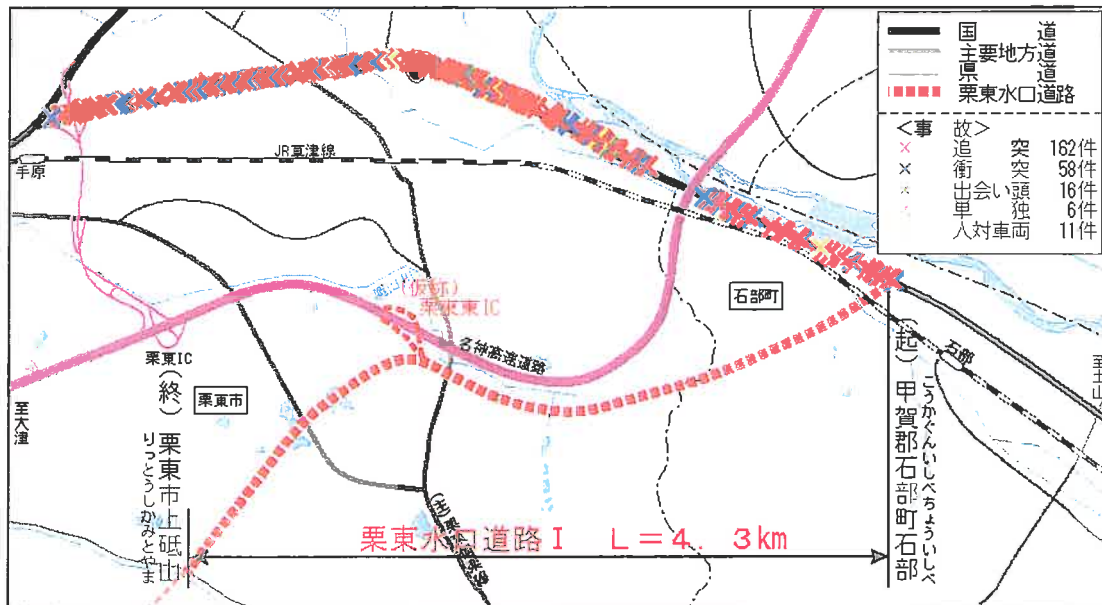 国道
主要地方道
県道
栗東水口道路
<事故>
追突 162件
衝突 58件
出会い頭 16件
単独 6件
人対車両 11件
JR草津線
手原
(仮称)
栗東東IC
石部町
名神高速道路
栗東IC
栗東市
至大津
石部
至土山
(終)
栗東市上砥山
りっとうしかみとやま
(起)
甲賀郡石部町石部
こうかぐんいしべちょういしべ
栗東水口道路Ⅰ L=4.3km